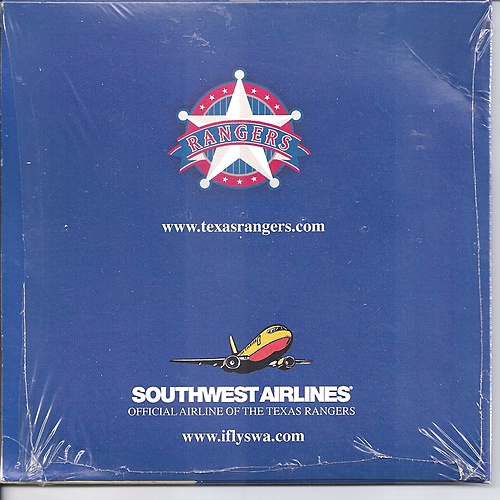 RANGERS
www.texasrangers.com
SOUTHWEST AIRLINES®
OFFICIAL AIRLINE OF THE TEXAS RANGERS
www.iflyswa.com